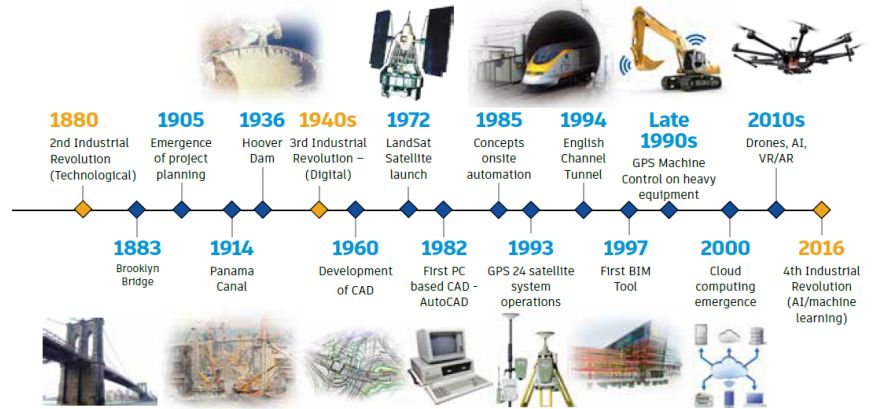 1880
2nd Industrial
Revolution
(Technological)
1905
Emergence
of project
planning
1936
Hoover
Dam
1940s
3rd Industrial
Revolution –
(Digital)
1972
LandSat
Satellite
launch
1985
Concepts
onsite
automation
1994
English
Channel
Tunnel
Late
1990s
GPS Machine
Control on heavy
equipment
2010s
Drones, AI,
VR/AR
1883
Brooklyn
Bridge
1914
Panama
Canal
1960
Development
of CAD
1982
First PC
based CAD -
AutoCAD
1993
GPS 24 satellite
system
operations
1997
First BIM
Tool
2000
Cloud
computing
emergence
2016
4th Industrial
Revolution
(AI/machine
learning)